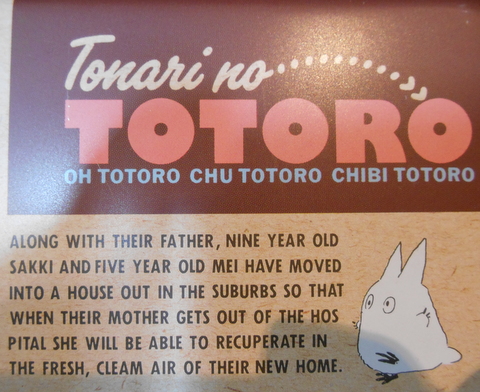 Tonari no
TOTORO
OH TOTORO CHU TOTORO CHIBI TOTORO
ALONG WITH THEIR FATHER, NINE YEAR OLD
SAKKI AND FIVE YEAR OLD MEI HAVE MOVED
INTO A HOUSE OUT IN THE SUBURBS SO THAT
WHEN THEIR MOTHER GETS OUT OF THE HOS
PITAL SHE WILL BE ABLE TO RECUPERATE IN
THE FRESH, CLEAM AIR OF THEIR NEW HOME.